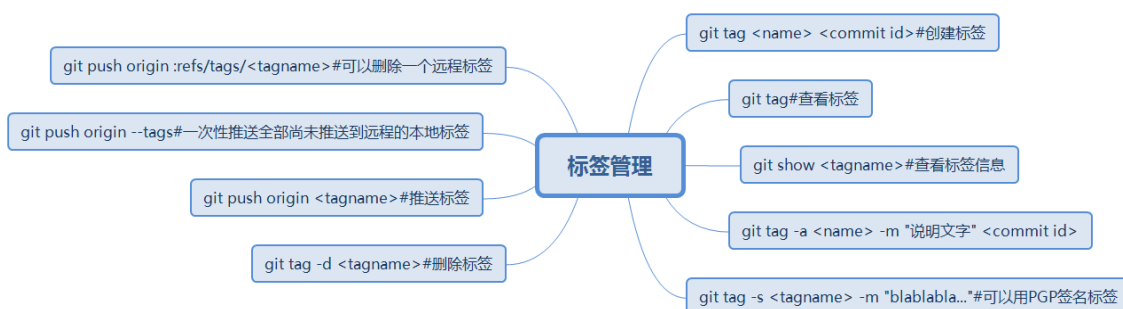 git tag <name> <commit id>#创建标签
git push origin :refs/tags/<tagname>#可以删除一个远程标签
git tag#查看标签
git push origin --tags#一次性推送全部尚未推送到远程的本地标签
标签管理
git show <tagname>#查看标签信息
git push origin <tagname>#推送标签
git tag -a <name> -m "说明文字" <commit id>
git tag -d <tagname>#删除标签
git tag -s <tagname> -m "blablabla..."#可以用PGP签名标签